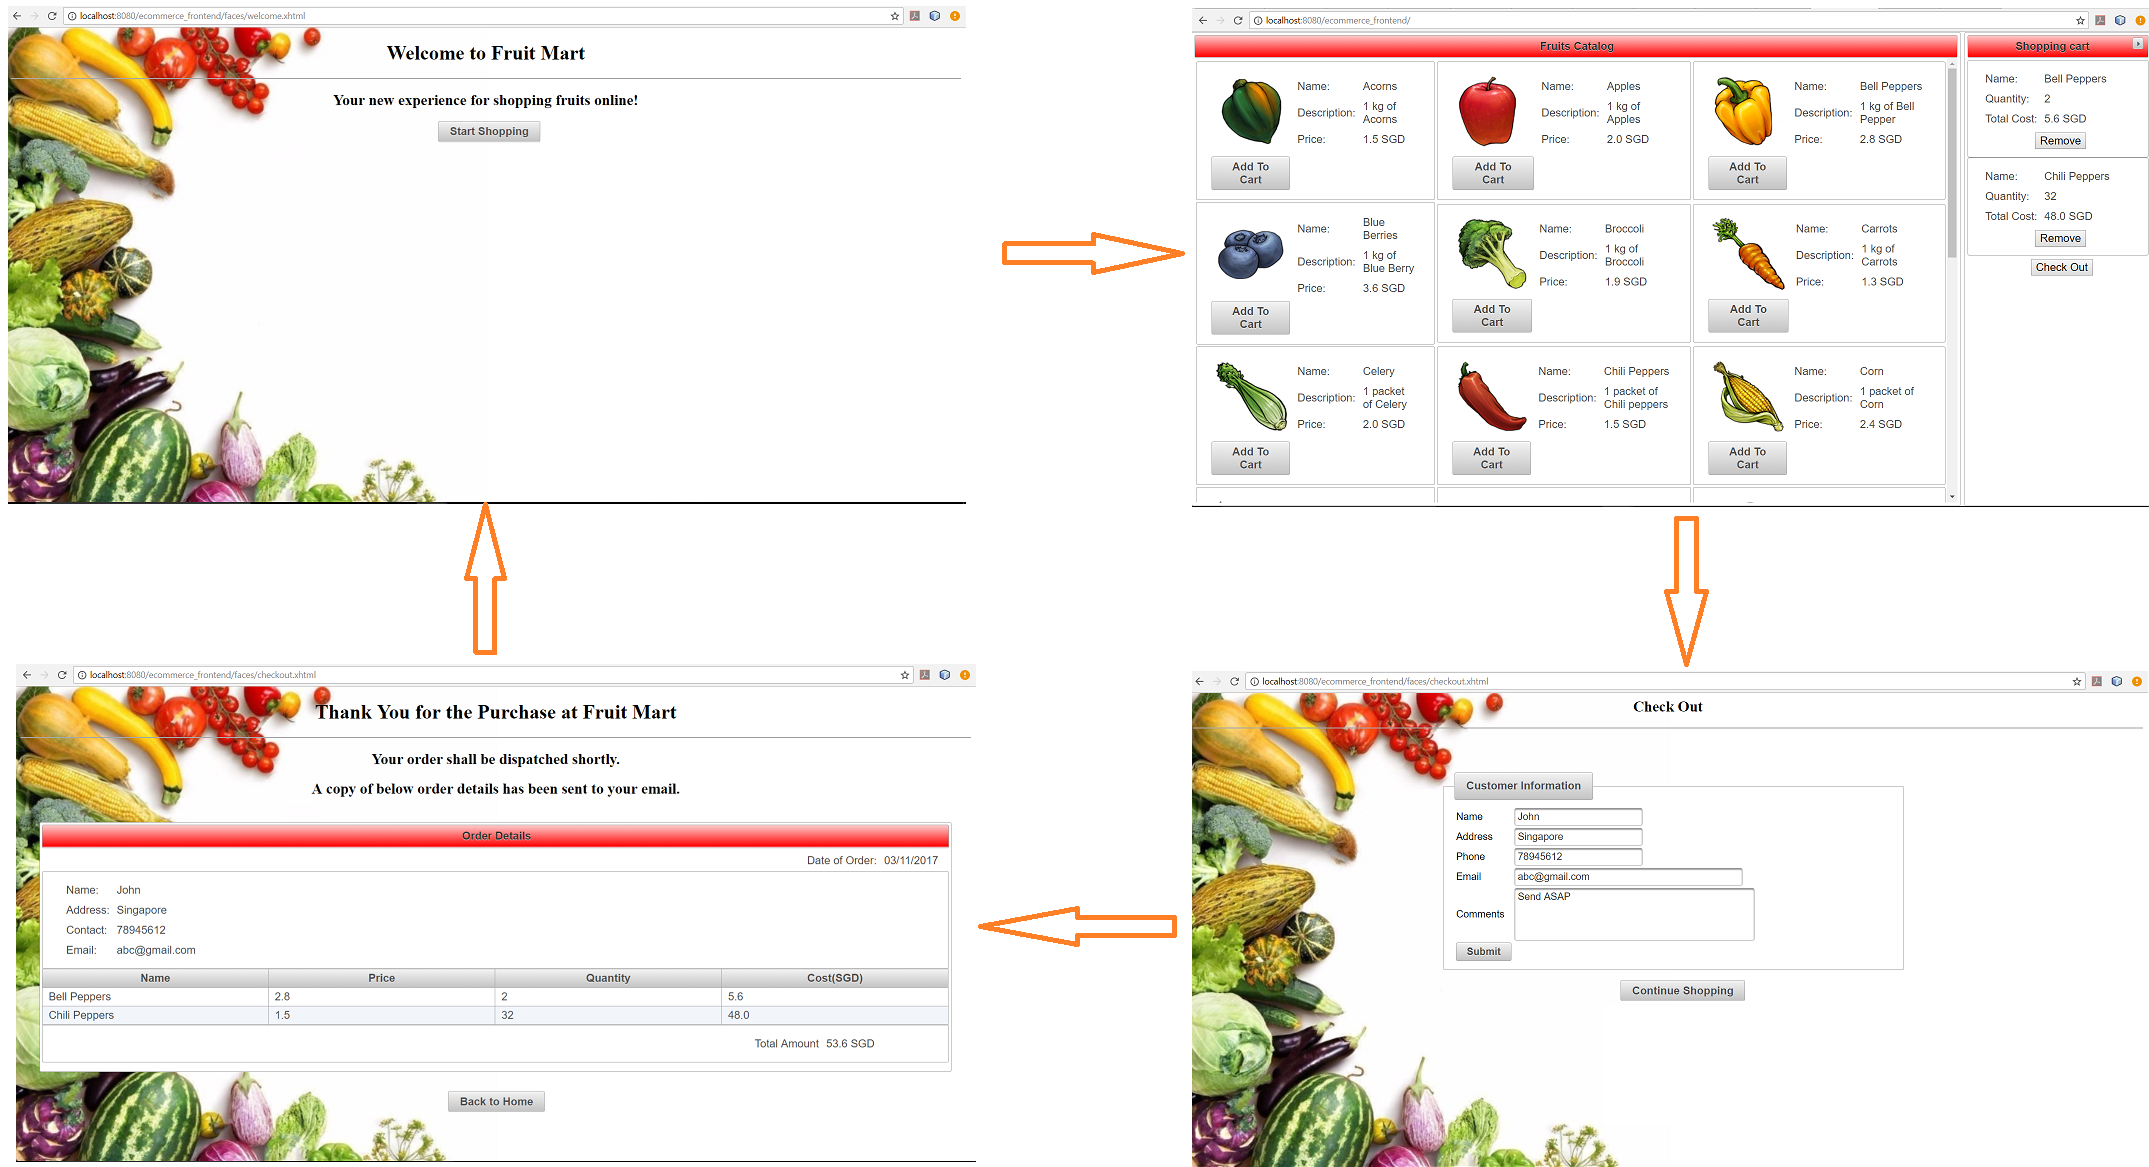 localhost:8080/ecommerce_frontend/faces/welcome.xhtml
Welcome to Fruit Mart
Your new experience for shopping fruits online!
Start Shopping
localhost:8080/ecommerce_frontend/
Fruits Catalog
Name: Acorns
Description: 1 kg of
Acorns
Price: 1.5 SGD
Add To
Cart
Name: Apples
Description: 1 kg of
Apples
Price: 2.0 SGD
Add To
Cart
Name: Bell Peppers
Description: 1 kg of Bell
Pepper
Price: 2.8 SGD
Add To
Cart
Name: Blue
Berries
Description: 1 kg of
Blue Berry
Price: 3.6 SGD
Add To
Cart
Name: Broccoli
Description: 1 kg of
Broccoli
Price: 1.9 SGD
Add To
Cart
Name: Carrots
Description: 1 kg of
Carrots
Price: 1.3 SGD
Add To
Cart
Name: Celery
Description: 1 packet
of Celery
Price: 2.0 SGD
Add To
Cart
Name: Chili Peppers
Description: 1 packet of
Chili peppers
Price: 1.5 SGD
Add To
Cart
Name: Corn
Description: 1 packet of
Corn
Price: 2.4 SGD
Add To
Cart
Shopping cart
Name: Bell Peppers
Quantity: 2
Total Cost: 5.6 SGD
Remove
Name: Chili Peppers
Quantity: 32
Total Cost: 48.0 SGD
Remove
Check Out
localhost:8080/ecommerce_frontend/faces/checkout.xhtml
Thank You for the Purchase at Fruit Mart
Your order shall be dispatched shortly.
A copy of below order details has been sent to your email.
Order Details
Date of Order: 03/11/2017
Name: John
Address: Singapore
Contact: 78945612
Email: abc@gmail.com
Name Price Quantity Cost(SGD)
Bell Peppers 2.8 2 5.6
Chili Peppers 1.5 32 48.0
Total Amount 53.6 SGD
Back to Home
localhost:8080/ecommerce_frontend/faces/checkout.xhtml
Check Out
Customer Information
Name John
Address Singapore
Phone 78945612
Email abc@gmail.com
Comments Send ASAP
Submit
Continue Shopping